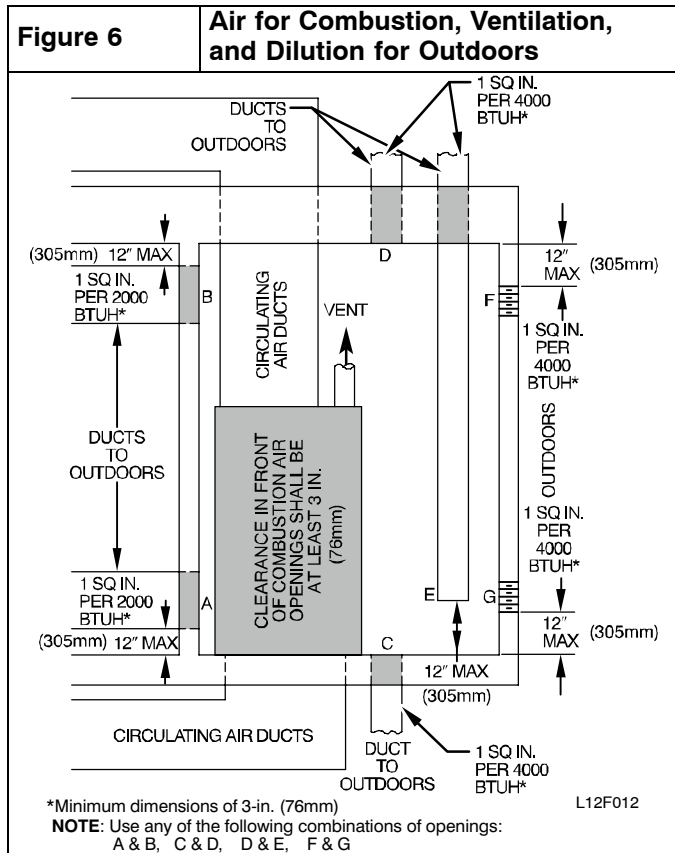 Figure 6
Air for Combustion, Ventilation,
and Dilution for Outdoors
1 SQ IN.
PER 4000
BTUH*
DUCTS
TO
OUTDOORS
(305mm) 12″ MAX
1 SQ IN.
PER 2000
BTUH*
B
D
12″
MAX
(305mm)
F
CIRCULATING
AIR DUCTS
VENT
1 SQ IN.
PER
4000
BTUH*
DUCTS
TO
OUTDOORS
OUTDOORS
CLEARANCE IN FRONT
OF COMBUSTION AIR
OPENINGS SHALL BE
AT LEAST 3 IN.
(76mm)
1 SQ IN.
PER
4000
BTUH*
1 SQ IN.
PER 2000
BTUH*
A
E
G
(305mm) 12″ MAX
C
12″
MAX
(305mm)
12″ MAX
(305mm)
CIRCULATING AIR DUCTS
DUCT
TO
OUTDOORS
1 SQ IN.
PER 4000
BTUH*
*Minimum dimensions of 3-in. (76mm)
L12F012
NOTE: Use any of the following combinations of openings:
A & B, C & D, D & E, F & G